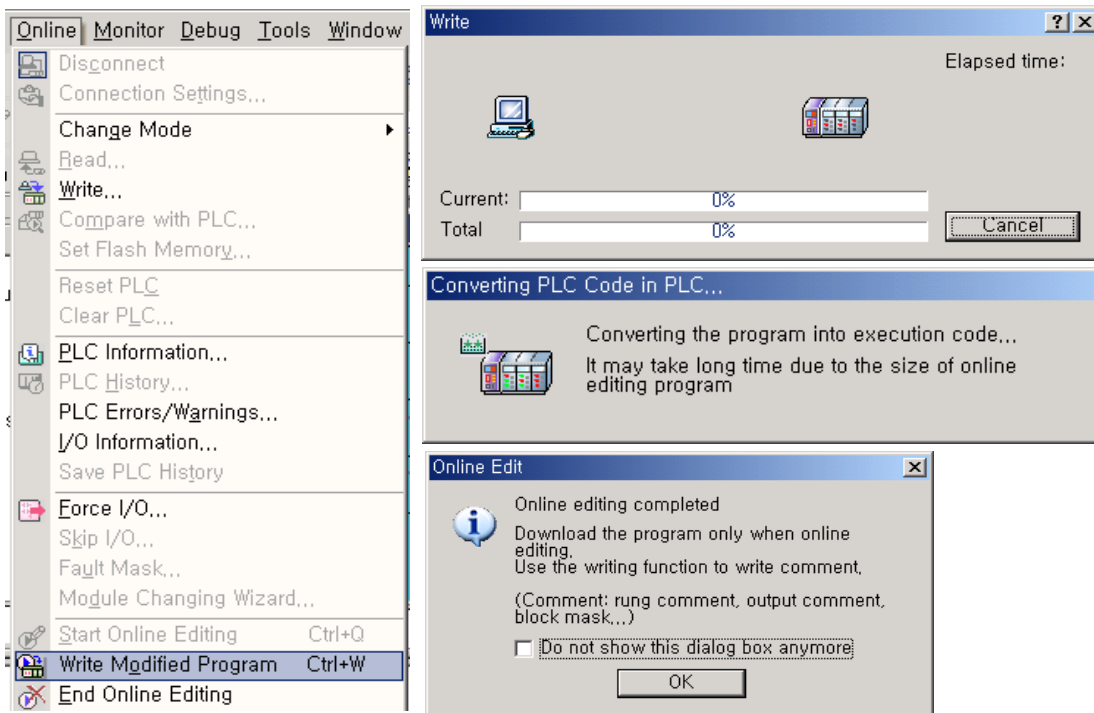 Online Monitor Debug Tools Window
Disconnect
Connection Settings...
Change Mode
Read...
Write...
Compare with PLC...
Set Flash Memory...
Reset PLC
Clear PLC...
PLC Information...
PLC History...
PLC Errors/Warnings...
I/O Information...
Save PLC History
Force I/O...
Skip I/O...
Fault Mask...
Module Changing Wizard...
Start Online Editing Ctrl+Q
Write Modified Program Ctrl+W
End Online Editing
Write
Elapsed time:
Current: 0%
Total 0%
Cancel
Converting PLC Code in PLC...
Converting the program into execution code...
It may take long time due to the size of online
editing program
Online Edit
Online editing completed
Download the program only when online
editing.
Use the writing function to write comment.
(Comment: rung comment, output comment,
block mask...)
Do not show this dialog box anymore
OK